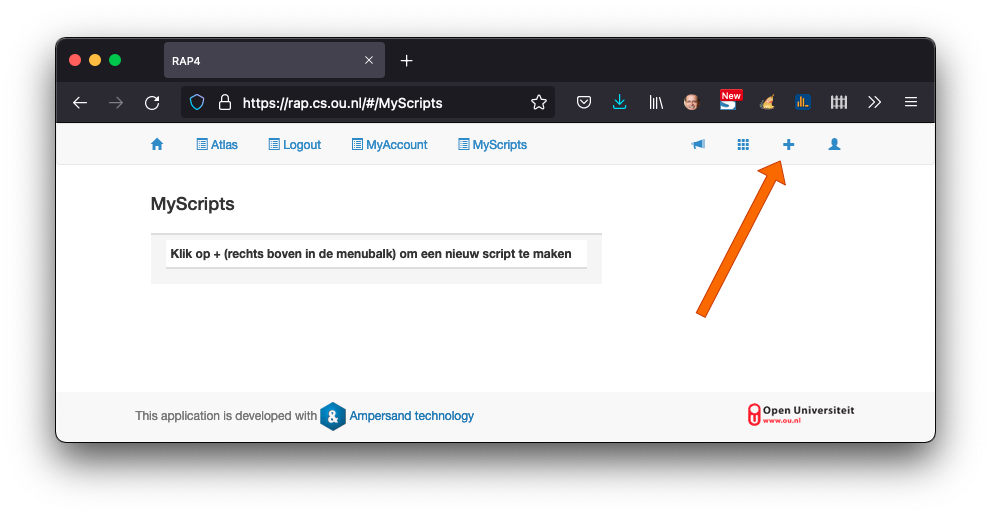 RAP4
https://rap.cs.ou.nl/#/MyScripts
New
Atlas Logout MyAccount MyScripts
MyScripts
Klik op + (rechts boven in de menubalk) om een nieuw script te maken
This application is developed with & Ampersand technology
Open Universiteit
www.ou.nl